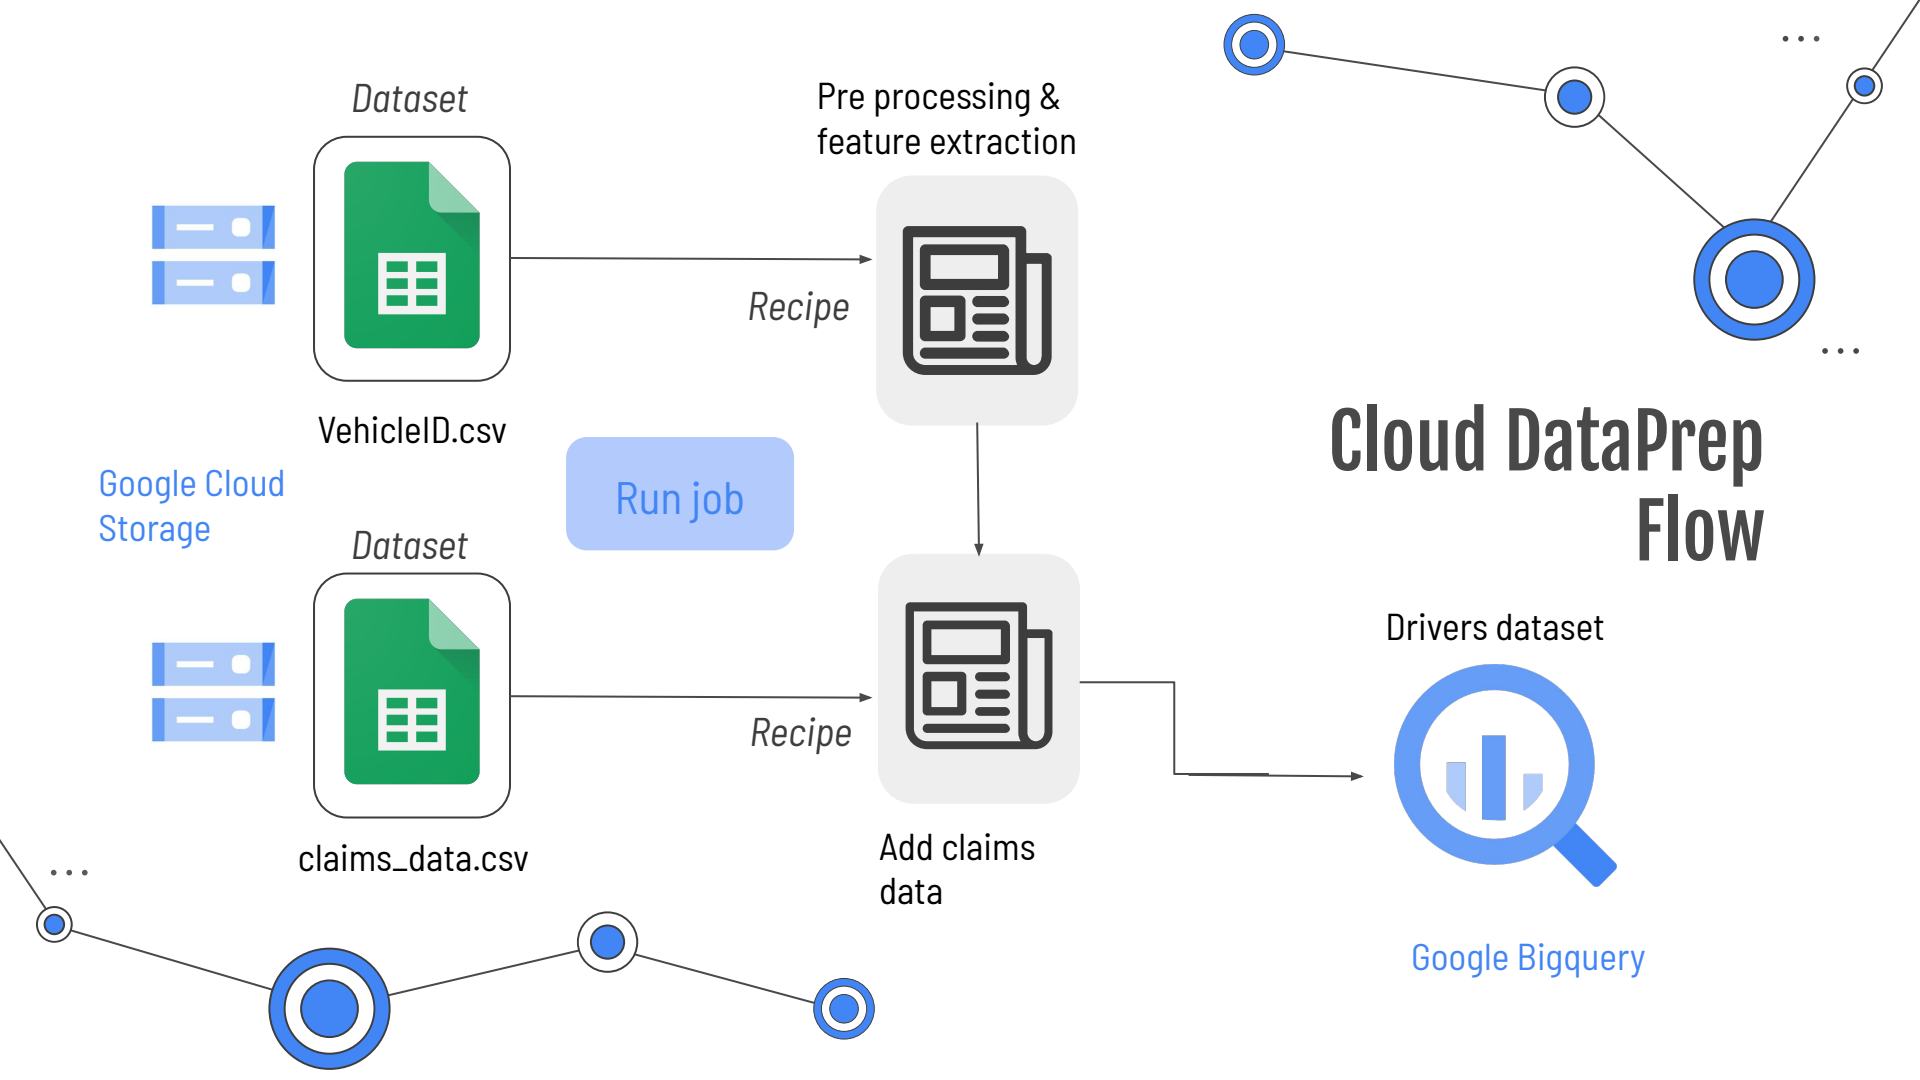 Dataset
Pre processing &
feature extraction
Recipe
VehicleID.csv
Google Cloud
Storage
Run job
Cloud DataPrep
Flow
Dataset
Recipe
Drivers dataset
claims_data.csv
Add claims
data
Google Bigquery